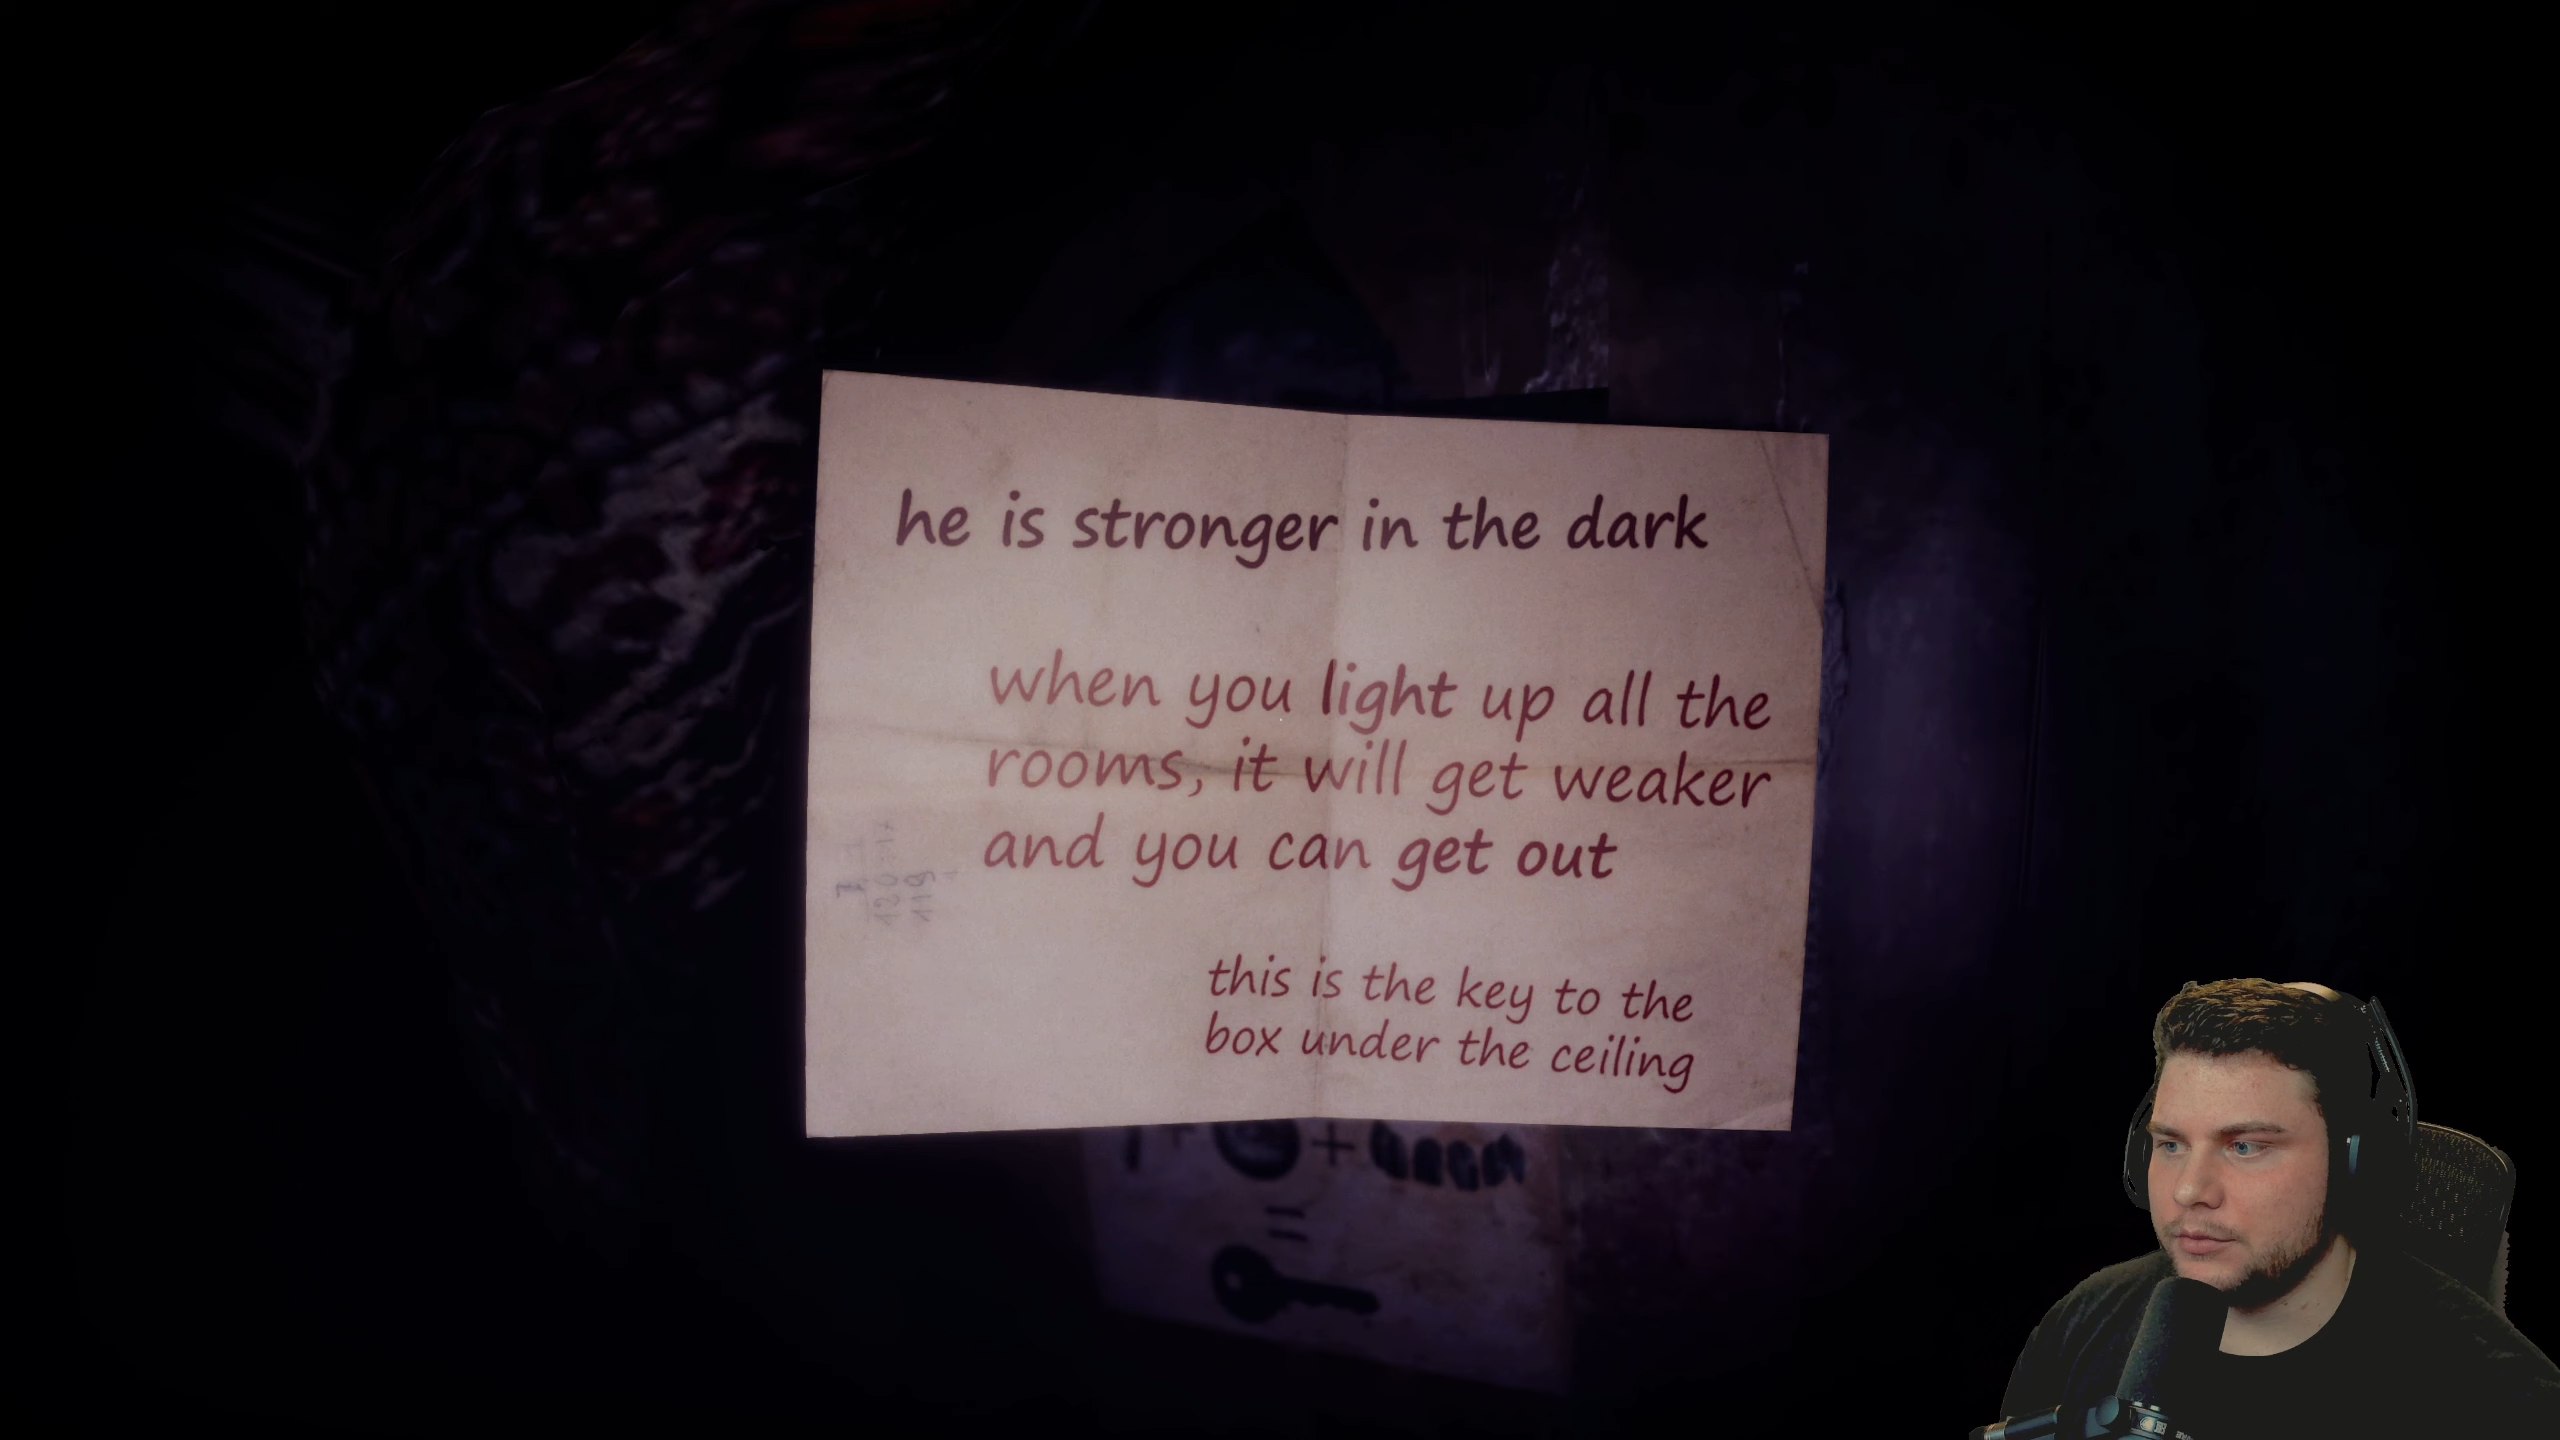 he is stronger in the dark
when you light up all the
rooms, it will get weaker
and you can get out
this is the key to the
box under the ceiling